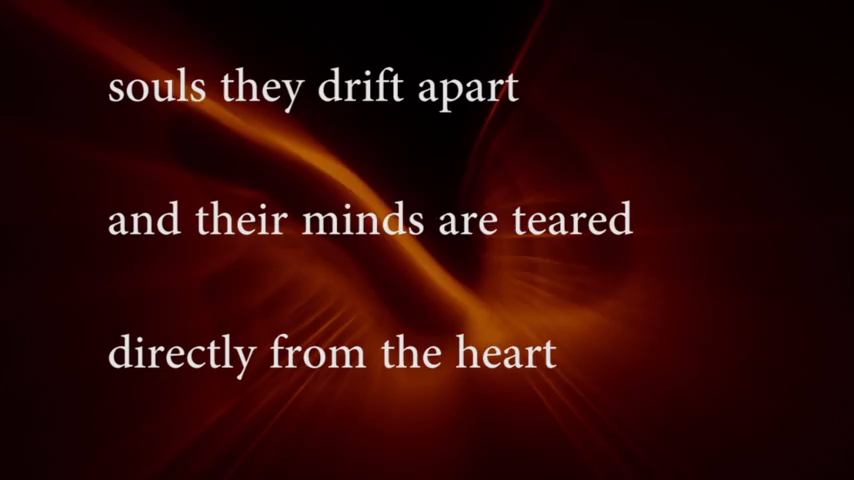 souls they drift apart
and their minds are teared
directly from the heart